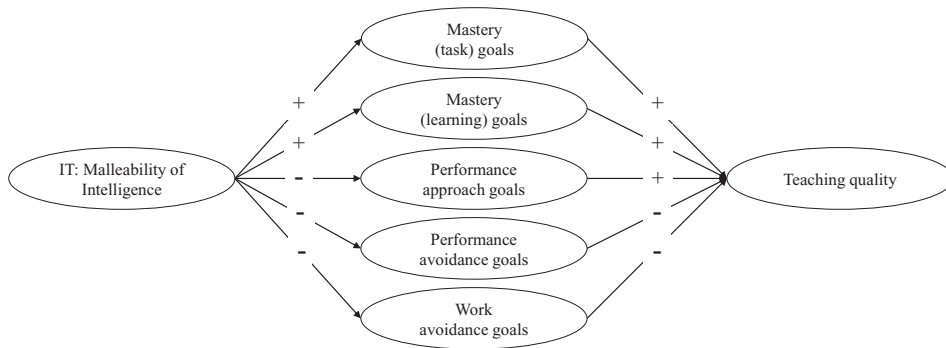 Mastery
(task) goals
+
+
Mastery
(learning) goals
+
+
IT: Malleability of
Intelligence
-
Performance
approach goals
+
Teaching quality
-
Performance
avoidance goals
-
-
Work
avoidance goals
-